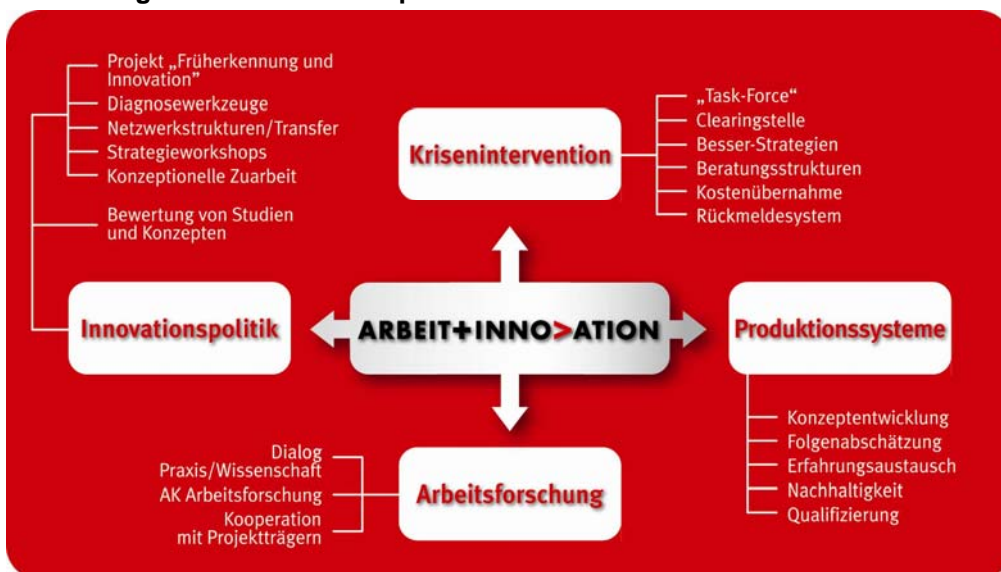 Projekt „Früherkennung und
Innovation”
Diagnosewerkzeuge
Netzwerkstrukturen/Transfer
Strategieworkshops
Konzeptionelle Zuarbeit
Bewertung von Studien
und Konzepten
Krisenintervention
„Task-Force“
Clearingstelle
Besser-Strategien
Beratungsstrukturen
Kostenübernahme
Rückmeldesystem
Innovationspolitik
ARBEIT+INNO>ATION
Produktionssysteme
Konzeptentwicklung
Folgenabschätzung
Erfahrungsaustausch
Nachhaltigkeit
Qualifizierung
Dialog
Praxis/Wissenschaft
AK Arbeitsforschung
Kooperation
mit Projektträgern
Arbeitsforschung